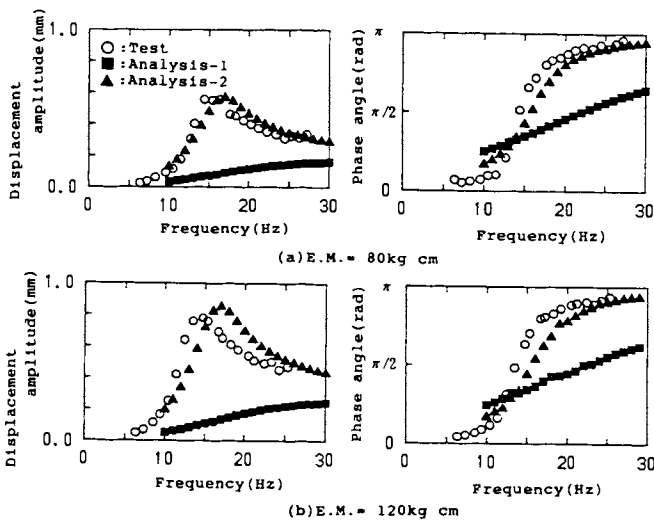 1.0
○:Test
■:Analysis-1
▲:Analysis-2
Displacement
amplitude(mm)
0.0
0 10 20 30
Frequency(Hz)
π
Phase angle(rad)
π/2
0
0 10 20 30
Frequency(Hz)
(a)E.M.= 80kg cm
1.0
Displacement
amplitude(mm)
0.0
0 10 20 30
Frequency(Hz)
π
Phase angle(rad)
π/2
0
0 10 20 30
Frequency(Hz)
(b)E.M.= 120kg cm